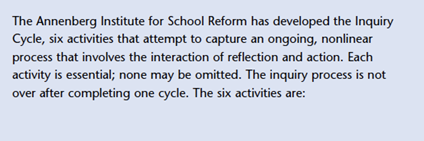 The Annenberg Institute for School Reform has developed the Inquiry
Cycle, six activities that attempt to capture an ongoing, nonlinear
process that involves the interaction of reflection and action. Each
activity is essential; none may be omitted. The inquiry process is not
over after completing one cycle. The six activities are: